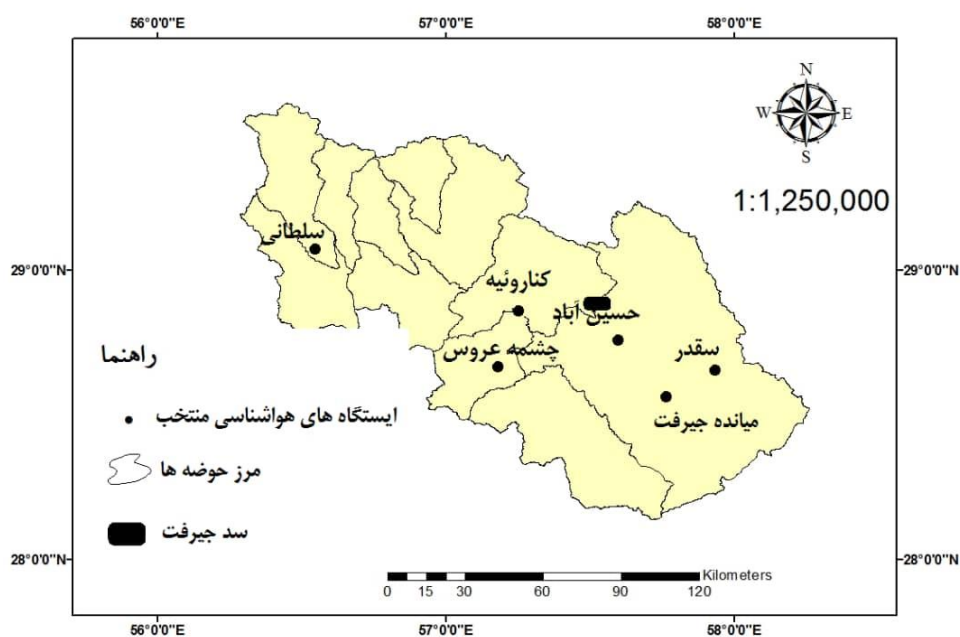 56°0'0"E 57°0'0"E 58°0'0"E
N
W E
S
1:1,250,000
سلطانی
29°0'0"N 29°0'0"N
کناروئیه
حسین آباد
چشمه عروس
سقدر
میانده جیرفت
راهنما
ایستگاه های هواشناسی منتخب
مرز حوضه ها
سد جیرفت
28°0'0"N 28°0'0"N
Kilometers
0 15 30 60 90 120
56°0'0"E 57°0'0"E 58°0'0"E